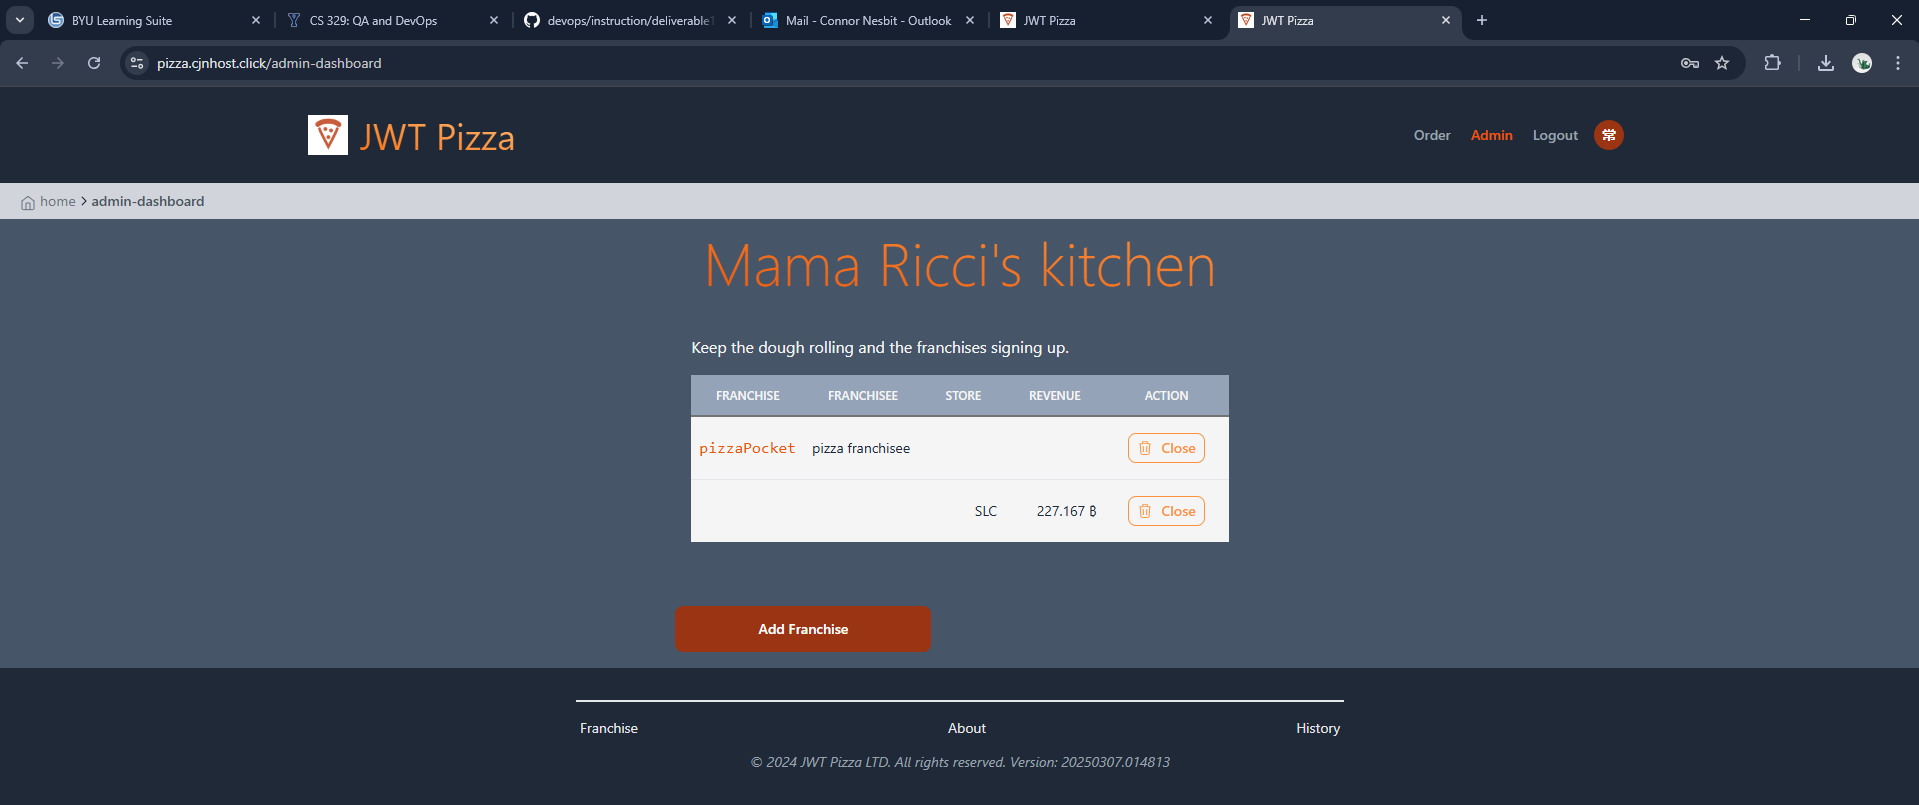 BYU Learning Suite
CS 329: QA and DevOps
devops/instruction/deliverable1
Mail - Connor Nesbit - Outlook
JWT Pizza
JWT Pizza
pizza.cjnhost.click/admin-dashboard
JWT Pizza
Order Admin Logout 常
home > admin-dashboard
Mama Ricci's kitchen
Keep the dough rolling and the franchises signing up.
FRANCHISE FRANCHISEE STORE REVENUE ACTION
pizzaPocket pizza franchisee Close
SLC 227.167 ₿ Close
Add Franchise
Franchise About History
© 2024 JWT Pizza LTD. All rights reserved. Version: 20250307.014813